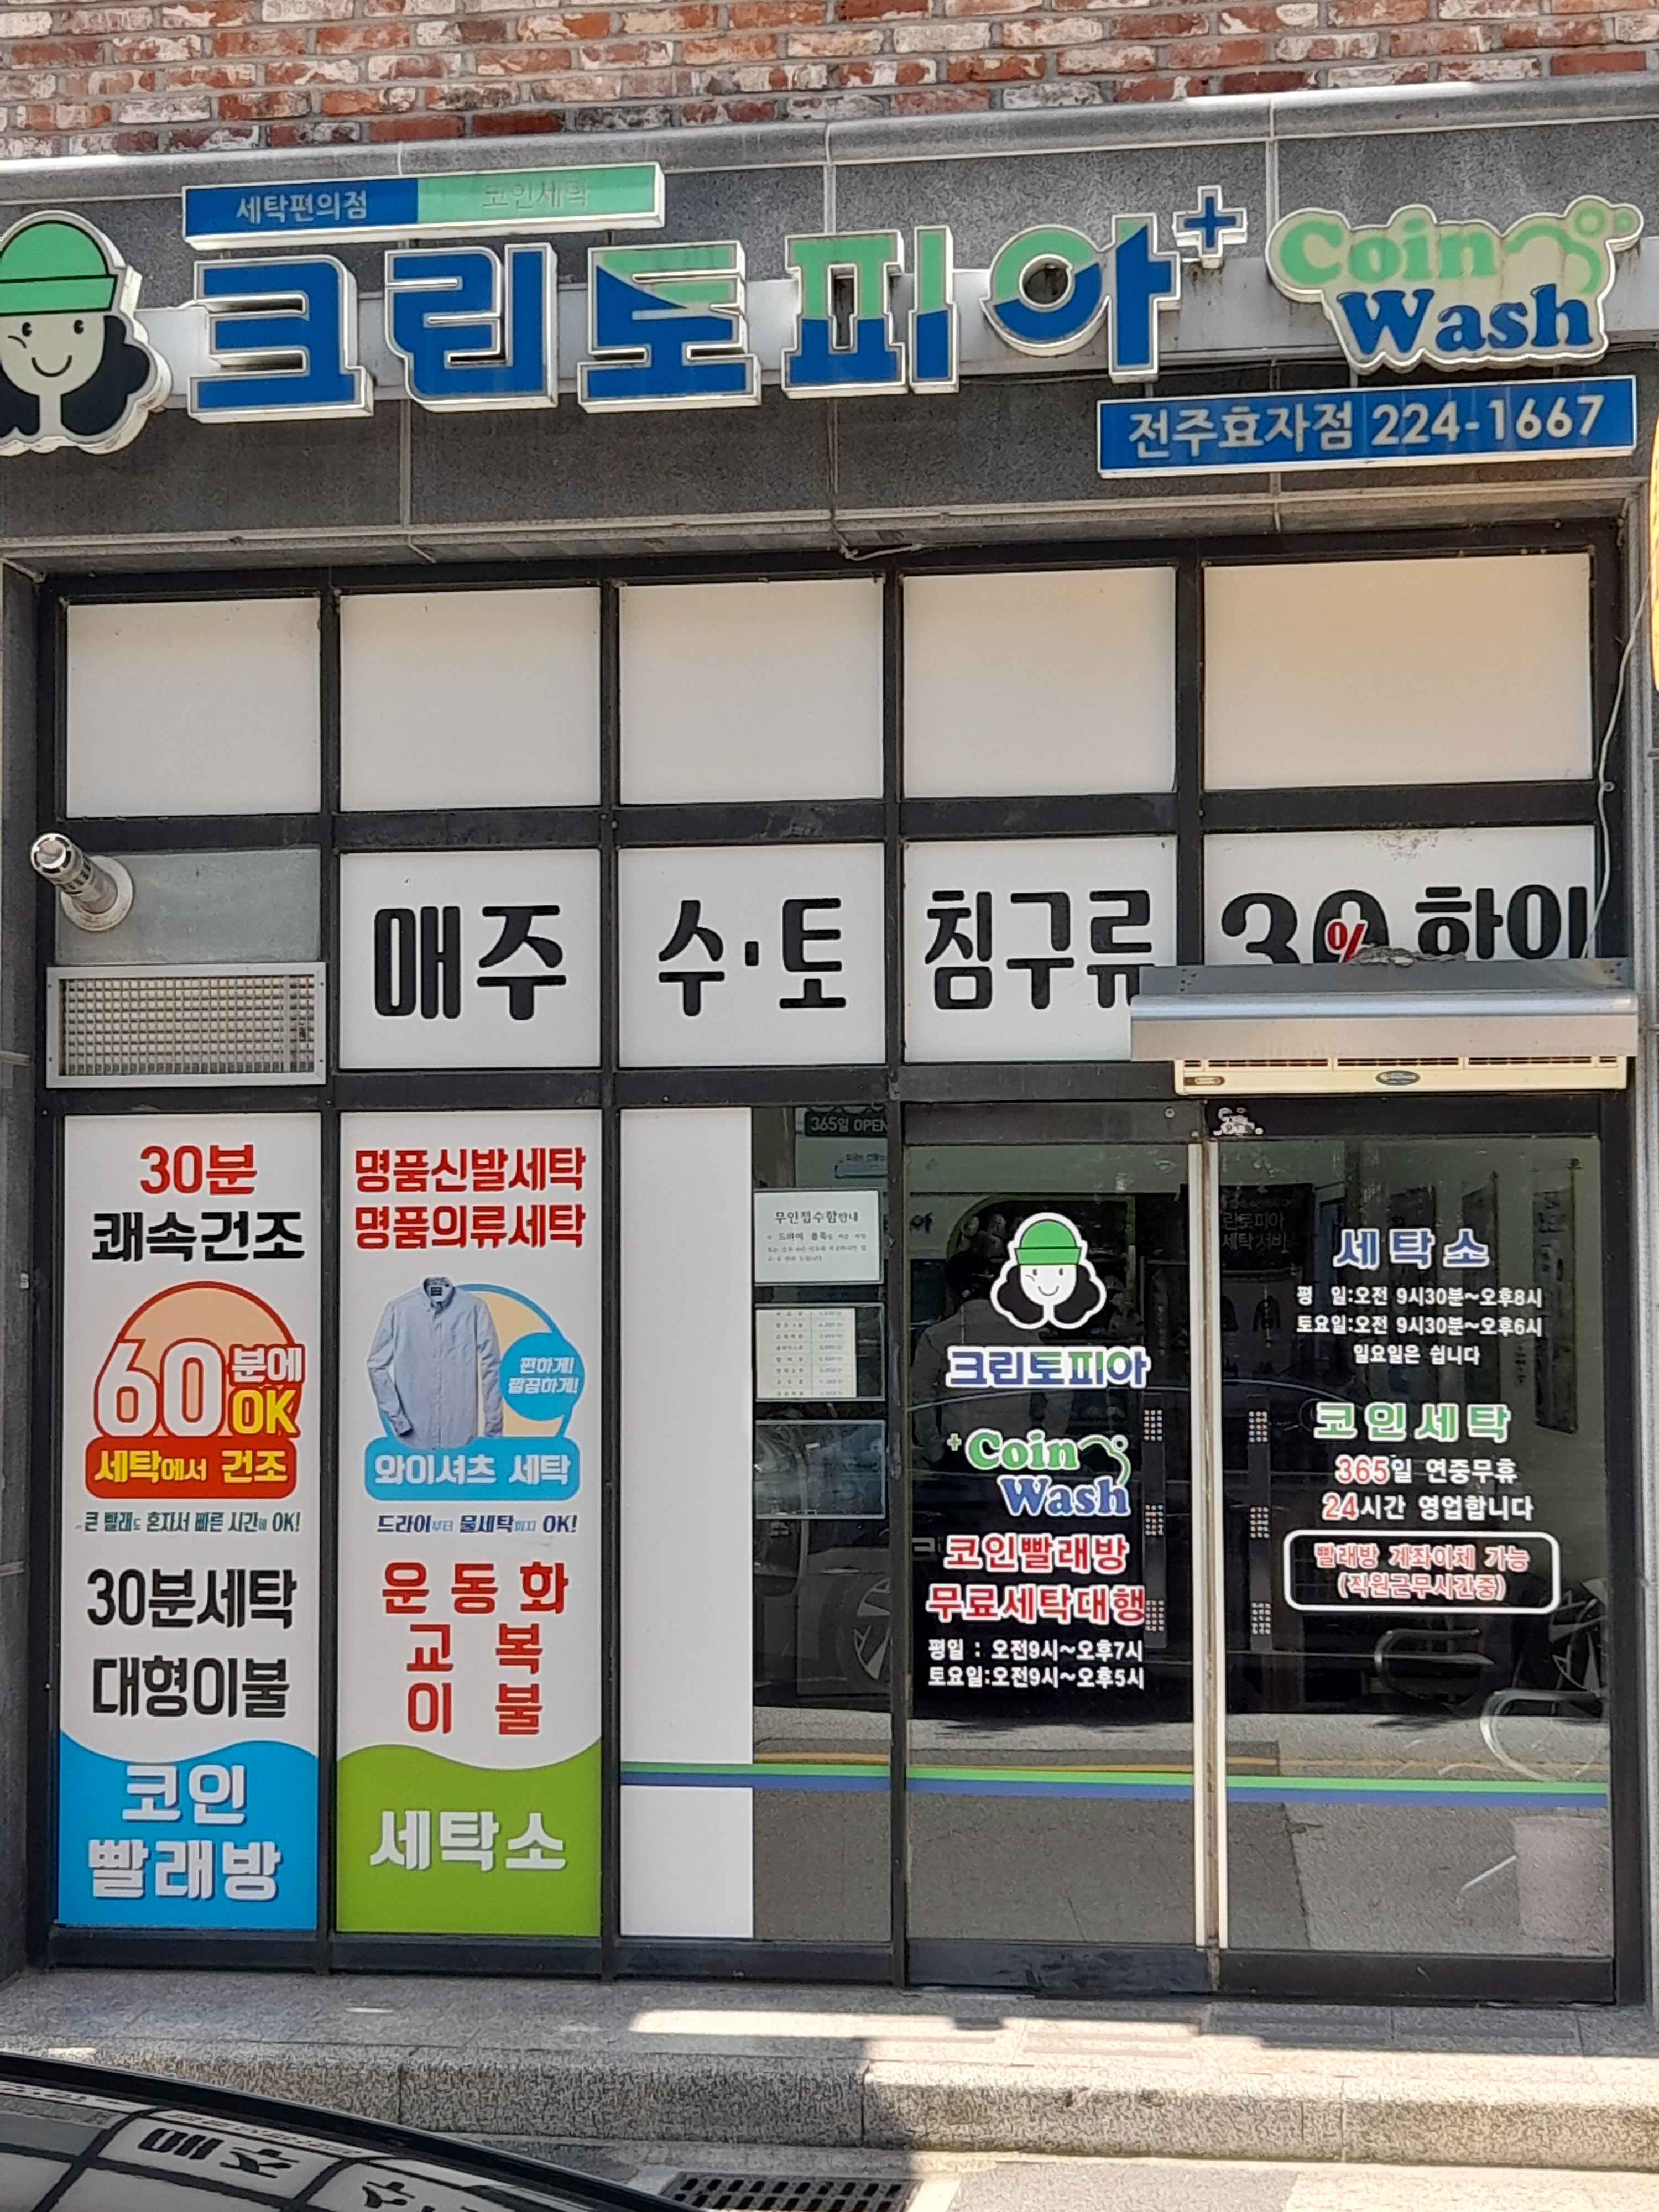 세탁편의점 코인세탁
크린토피아+ Coin Wash
전주효자점 224-1667
매주 수·토 침구류 30% 할인
30분
쾌속건조
60분에 OK
세탁에서 건조
큰 빨래도 혼자서 빠른 시간에 OK!
30분세탁
대형이불
코인
빨래방
명품신발세탁
명품의류세탁
편하게!
깔끔하게!
와이셔츠 세탁
드라이부터 물세탁까지 OK!
운동화
교복
이불
세탁소
365일 OPEN
무인접수함안내
크린토피아
+Coin
Wash
코인빨래방
무료세탁대행
평일 : 오전9시~오후7시
토요일:오전9시~오후5시
세탁소
평 일:오전 9시30분~오후8시
토요일:오전 9시30분~오후6시
일요일은 쉽니다
코인세탁
365일 연중무휴
24시간 영업합니다
빨래방 계좌이체 가능
(직원근무시간중)